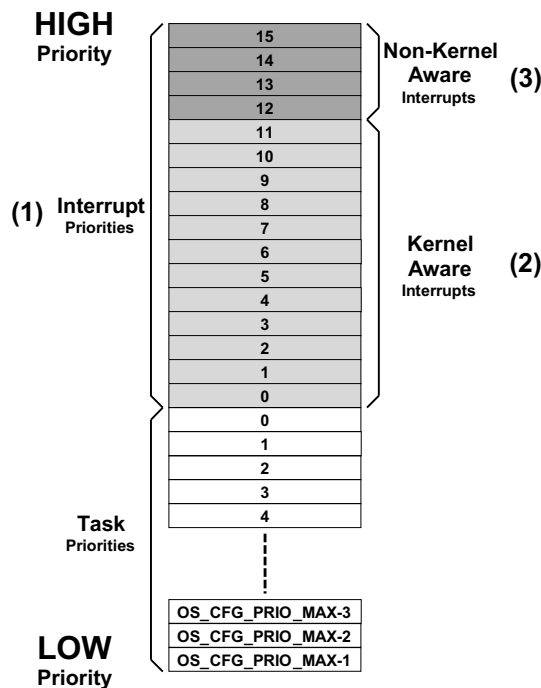 HIGH
Priority
15
14
13
12
11
10
9
8
7
6
5
4
3
2
1
0
Non-Kernel
Aware
Interrupts
(3)
(1)
Interrupt
Priorities
Kernel
Aware
Interrupts
(2)
0
1
2
3
4
Task
Priorities
OS_CFG_PRIO_MAX-3
OS_CFG_PRIO_MAX-2
OS_CFG_PRIO_MAX-1
LOW
Priority